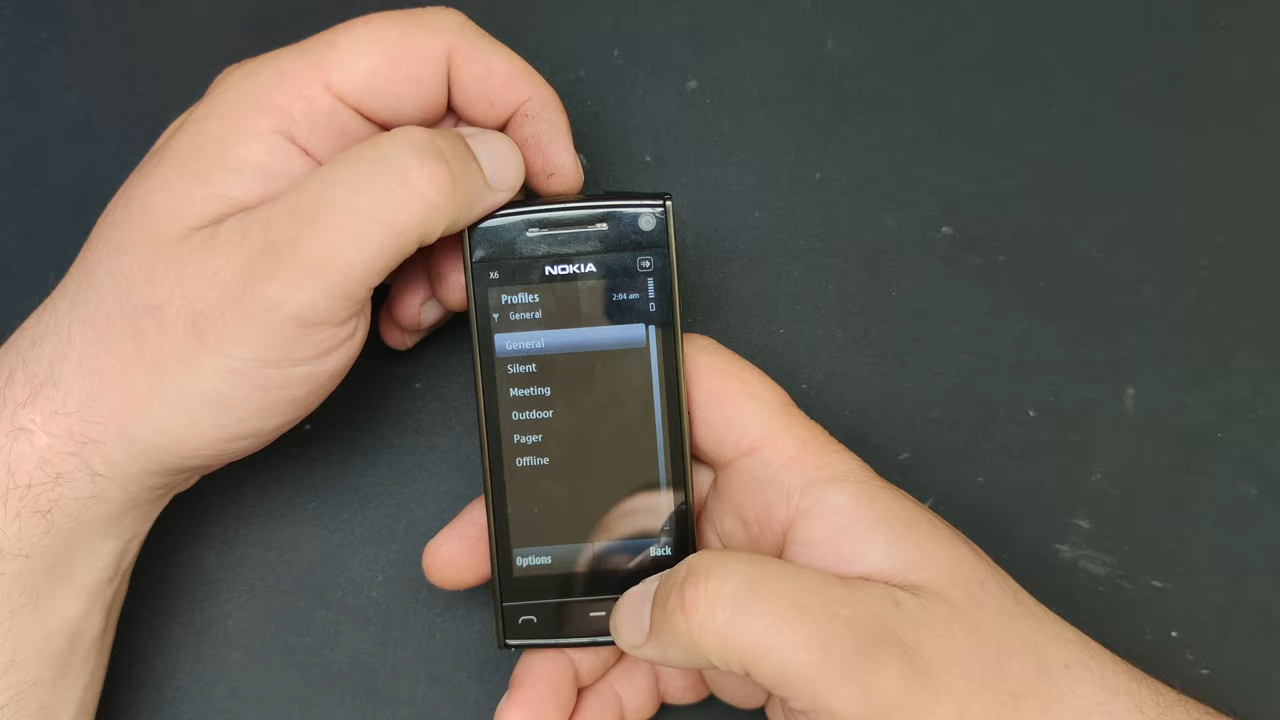 X6 NOKIA
Profiles 2:04 am
General
General
Silent
Meeting
Outdoor
Pager
Offline
Options Back